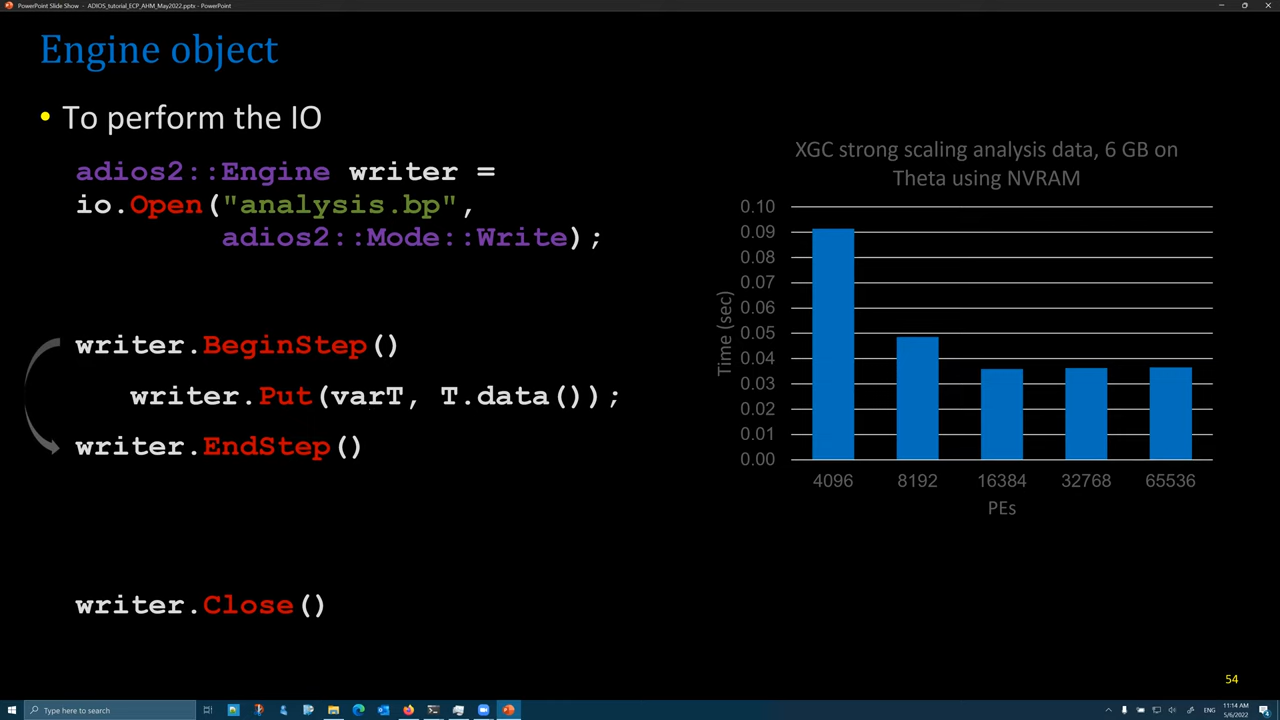 PowerPoint Slide Show - ADIOS_tutorial_ECP_AHM_May2022.pptx - PowerPoint
Engine object
• To perform the IO
adios2::Engine writer =
io.Open("analysis.bp",
adios2::Mode::Write);
writer.BeginStep()
writer.Put(varT, T.data());
writer.EndStep()
writer.Close()
XGC strong scaling analysis data, 6 GB on
Theta using NVRAM
Time (sec)
0.10
0.09
0.08
0.07
0.06
0.05
0.04
0.03
0.02
0.01
0.00
4096 8192 16384 32768 65536
PEs
54
Type here to search
ENG
11:14 AM
5/6/2022